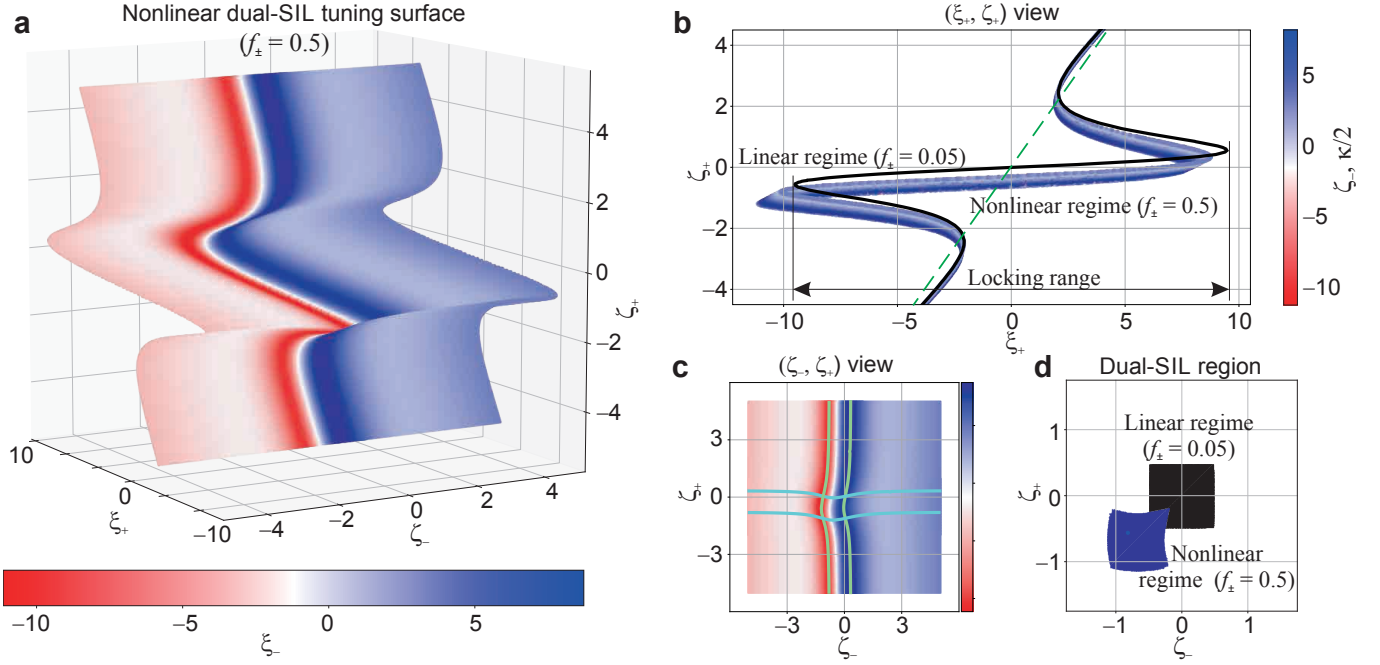 a
Nonlinear dual-SIL tuning surface
(f± = 0.5)
4
2
0
−2
−4
ζ+
10
0
−10
ξ+
−4
−2
0
2
4
ζ−
−10
−5
0
5
ξ−
b
(ξ+, ζ+) view
4
2
0
−2
−4
ζ+
Linear regime (f± = 0.05)
Nonlinear regime (f± = 0.5)
Locking range
−10
−5
0
5
10
ξ+
5
0
−5
−10
ζ−, κ/2
c
(ζ−, ζ+) view
3
0
−3
ζ+
−3
0
3
ζ−
d
Dual-SIL region
Linear regime
(f± = 0.05)
1
0
−1
ζ+
Nonlinear
regime (f± = 0.5)
−1
0
1
ζ−